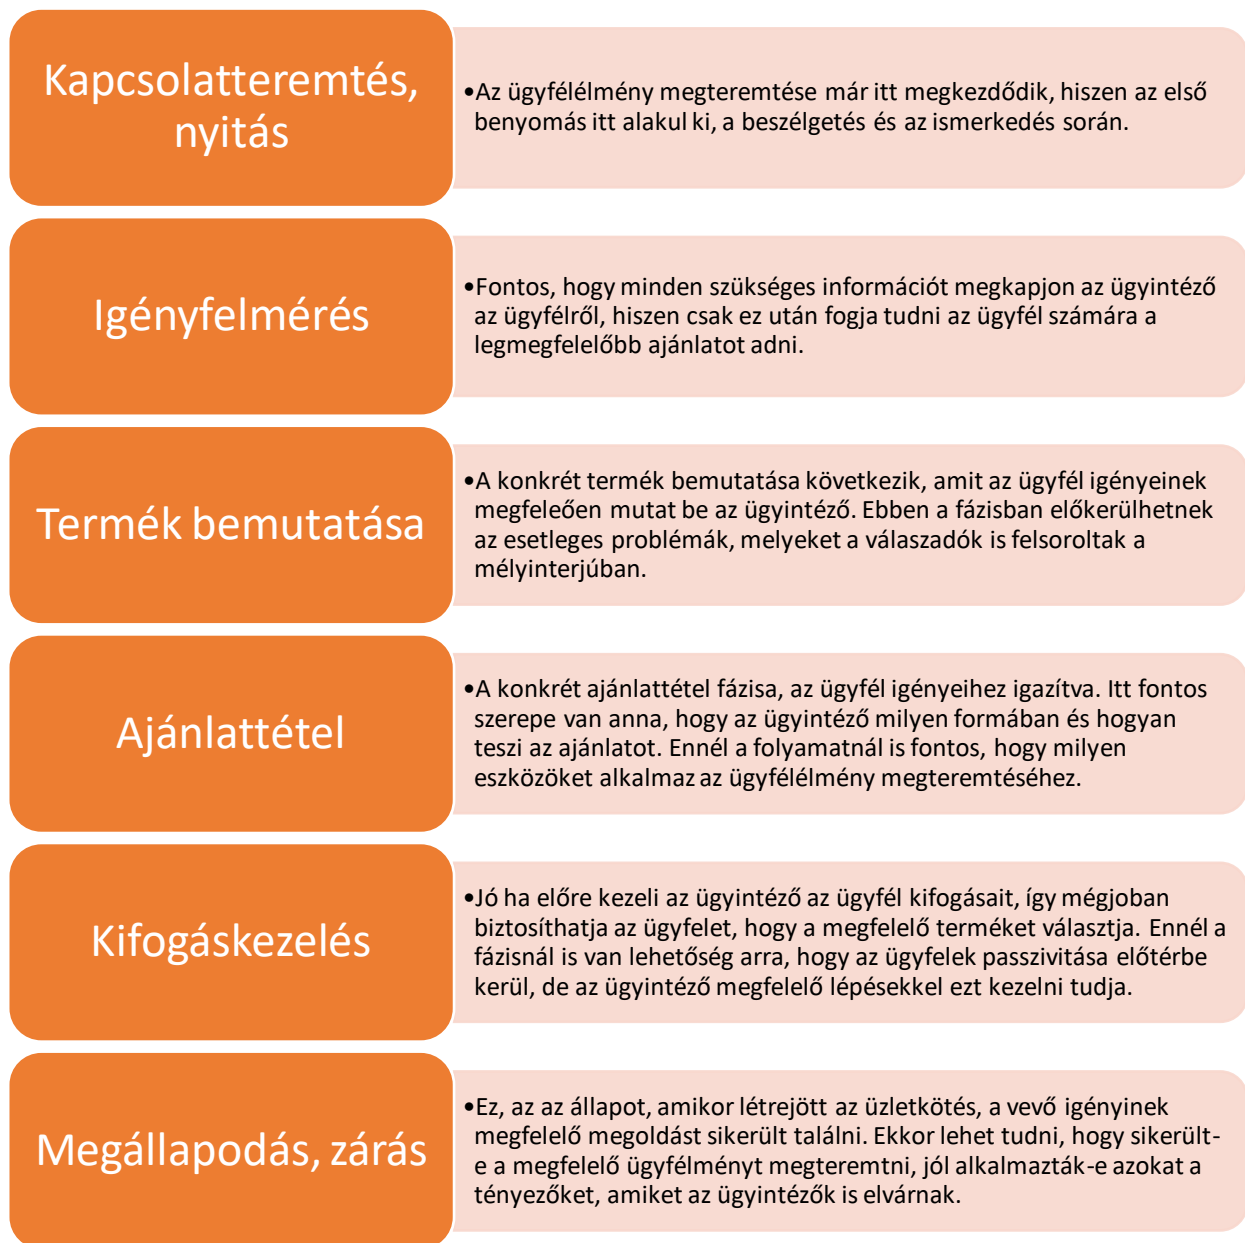 Kapcsolatteremtés,
nyitás
•Az ügyfélélmény megteremtése már itt megkezdődik, hiszen az első
benyomás itt alakul ki, a beszélgetés és az ismerkedés során.
Igényfelmérés
•Fontos, hogy minden szükséges információt megkapjon az ügyintéző
az ügyfélről, hiszen csak ez után fogja tudni az ügyfél számára a
legmegfelelőbb ajánlatot adni.
Termék bemutatása
•A konkrét termék bemutatása következik, amit az ügyfél igényeinek
megfeleően mutat be az ügyintéző. Ebben a fázisban előkerülhetnek
az esetleges problémák, melyeket a válaszadók is felsoroltak a
mélyinterjúban.
Ajánlattétel
•A konkrét ajánlattétel fázisa, az ügyfél igényeihez igazítva. Itt fontos
szerepe van anna, hogy az ügyintéző milyen formában és hogyan
teszi az ajánlatot. Ennél a folyamatnál is fontos, hogy milyen
eszközöket alkalmaz az ügyfélélmény megteremtéséhez.
Kifogáskezelés
•Jó ha előre kezeli az ügyintéző az ügyfél kifogásait, így mégjoban
biztosíthatja az ügyfelet, hogy a megfelelő terméket választja. Ennél a
fázisnál is van lehetőség arra, hogy az ügyfelek passzivitása előtérbe
kerül, de az ügyintéző megfelelő lépésekkel ezt kezelni tudja.
Megállapodás, zárás
•Ez, az az állapot, amikor létrejött az üzletkötés, a vevő igényinek
megfelelő megoldást sikerült találni. Ekkor lehet tudni, hogy sikerült-
e a megfelelő ügyfélményt megteremtni, jól alkalmazták-e azokat a
tényezőket, amiket az ügyintézők is elvárnak.